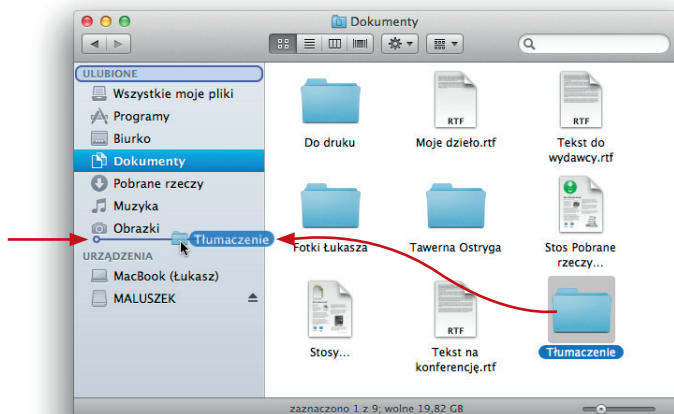 Dokumenty
ULUBIONE
Wszystkie moje pliki
Programy
Biurko
Dokumenty
Pobrane rzeczy
Muzyka
Obrazki
Tłumaczenie
URZĄDZENIA
MacBook (Łukasz)
MALUSZEK
Do druku
RTF
Moje dzieło.rtf
RTF
Tekst do
wydawcy.rtf
Fotki Łukasza
Tawerna Ostryga
Stos Pobrane
rzeczy...
Stosy...
RTF
Tekst na
konferencję.rtf
Tłumaczenie
zaznaczono 1 z 9; wolne 19,82 GB